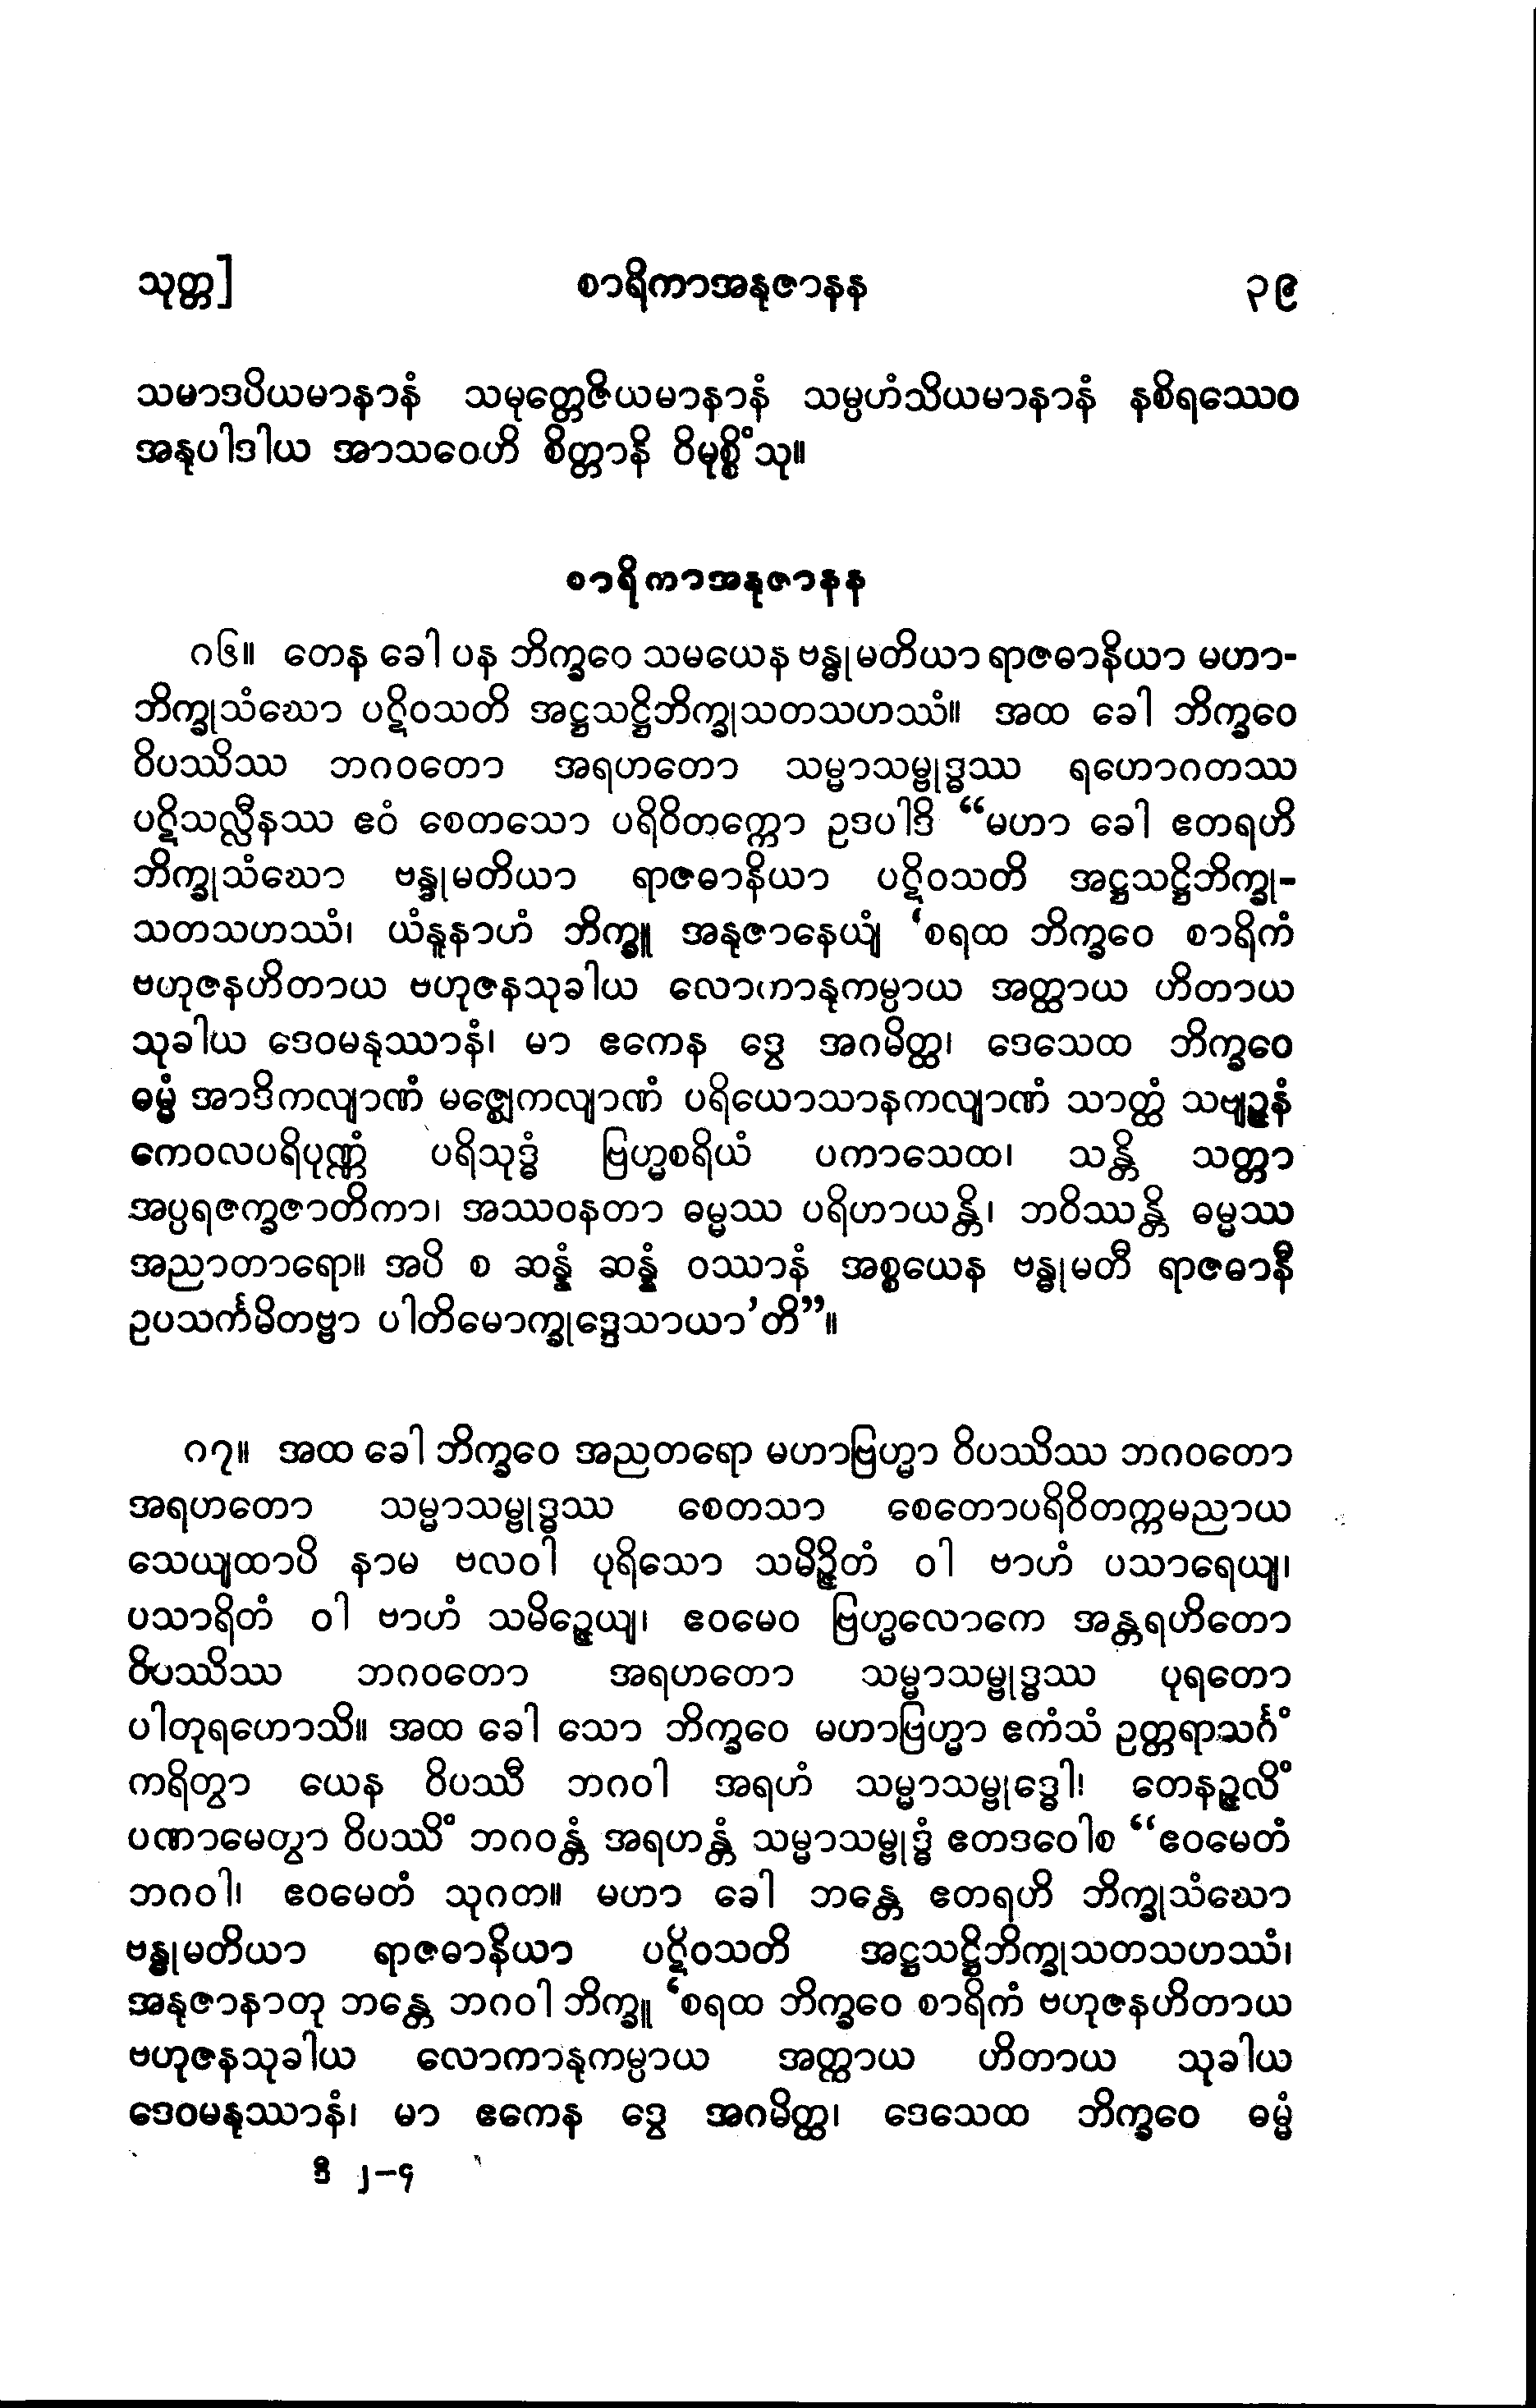 သုတ္တ]
စာရိကာအနုဇာနန
၃၉
သမာဒပိယမာနာနံ သမုတ္တေဇိယမာနာနံ သမ္ပဟံသိယမာနာနံ နစိရဿေဝ
အနုပါဒါယ အာသဝေဟိ စိတ္တာနိ ဝိမုစ္စိံသု။
စာရိကာအနုဇာနန
၈၆။ တေန ခေါ ပန ဘိက္ခဝေ သမယေန ဗန္ဓုမတိယာ ရာဇဓာနိယာ မဟာ-
ဘိက္ခုသံဃော ပဋိဝသတိ အဋ္ဌသဋ္ဌိဘိက္ခုသတသဟဿံ။ အထ ခေါ ဘိက္ခဝေ
ဝိပဿိဿ ဘဂဝတော အရဟတော သမ္မာသမ္ဗုဒ္ဓဿ ရဟောဂတဿ
ပဋိသလ္လီနဿ ဧဝံ စေတသော ပရိဝိတက္ကော ဥဒပါဒိ “မဟာ ခေါ ဧတရဟိ
ဘိက္ခုသံဃော ဗန္ဓုမတိယာ ရာဇဓာနိယာ ပဋိဝသတိ အဋ္ဌသဋ္ဌိဘိက္ခု-
သတသဟဿံ၊ ယံနူနာဟံ ဘိက္ခူ အနုဇာနေယျံ ‘စရထ ဘိက္ခဝေ စာရိကံ
ဗဟုဇနဟိတာယ ဗဟုဇနသုခါယ လောကာနုကမ္ပာယ အတ္ထာယ ဟိတာယ
သုခါယ ဒေဝမနုဿာနံ၊ မာ ဧကေန ဒွေ အဂမိတ္ထ၊ ဒေသေထ ဘိက္ခဝေ
ဓမ္မံ အာဒိကလျာဏံ မဇ္ဈေကလျာဏံ ပရိယောသာနကလျာဏံ သာတ္ထံ သဗျဉ္ဇနံ
ကေဝလပရိပုဏ္ဏံ ပရိသုဒ္ဓံ ဗြဟ္မစရိယံ ပကာသေထ၊ သန္တိ သတ္တာ
အပ္ပရဇက္ခဇာတိကာ၊ အဿဝနတာ ဓမ္မဿ ပရိဟာယန္တိ၊ ဘဝိဿန္တိ ဓမ္မဿ
အညာတာရော။ အပိ စ ဆန္နံ ဆန္နံ ဝဿာနံ အစ္စယေန ဗန္ဓုမတီ ရာဇဓာနီ
ဥပသင်္ကမိတဗ္ဗာ ပါတိမောက္ခုဒ္ဒေသာယာ’တိ”။
၈၇။ အထ ခေါ ဘိက္ခဝေ အညတရော မဟာဗြဟ္မာ ဝိပဿိဿ ဘဂဝတော
အရဟတော သမ္မာသမ္ဗုဒ္ဓဿ စေတသာ စေတောပရိဝိတက္ကမညာယ
သေယျထာပိ နာမ ဗလဝါ ပုရိသော သမိဉ္ဇိတံ ဝါ ဗာဟံ ပသာရေယျ၊
ပသာရိတံ ဝါ ဗာဟံ သမိဉ္ဇေယျ၊ ဧဝမေဝ ဗြဟ္မလောကေ အန္တရဟိတော
ဝိပဿိဿ ဘဂဝတော အရဟတော သမ္မာသမ္ဗုဒ္ဓဿ ပုရတော
ပါတုရဟောသိ။ အထ ခေါ သော ဘိက္ခဝေ မဟာဗြဟ္မာ ဧကံသံ ဥတ္တရာသင်္ဂံ
ကရိတွာ ယေန ဝိပဿီ ဘဂဝါ အရဟံ သမ္မာသမ္ဗုဒ္ဓေါ၊ တေနဉ္ဇလိံ
ပဏာမေတွာ ဝိပဿိံ ဘဂဝန္တံ အရဟန္တံ သမ္မာသမ္ဗုဒ္ဓံ ဧတဒဝေါစ “ဧဝမေတံ
ဘဂဝါ၊ ဧဝမေတံ သုဂတ။ မဟာ ခေါ ဘန္တေ ဧတရဟိ ဘိက္ခုသံဃော
ဗန္ဓုမတိယာ ရာဇဓာနိယာ ပဋိဝသတိ အဋ္ဌသဋ္ဌိဘိက္ခုသတသဟဿံ၊
အနုဇာနာတု ဘန္တေ ဘဂဝါ ဘိက္ခူ ‘စရထ ဘိက္ခဝေ စာရိကံ ဗဟုဇနဟိတာယ
ဗဟုဇနသုခါယ လောကာနုကမ္ပာယ အတ္ထာယ ဟိတာယ သုခါယ
ဒေဝမနုဿာနံ၊ မာ ဧကေန ဒွေ အဂမိတ္ထ၊ ဒေသေထ ဘိက္ခဝေ ဓမ္မံ
ဒီ ၂-၄